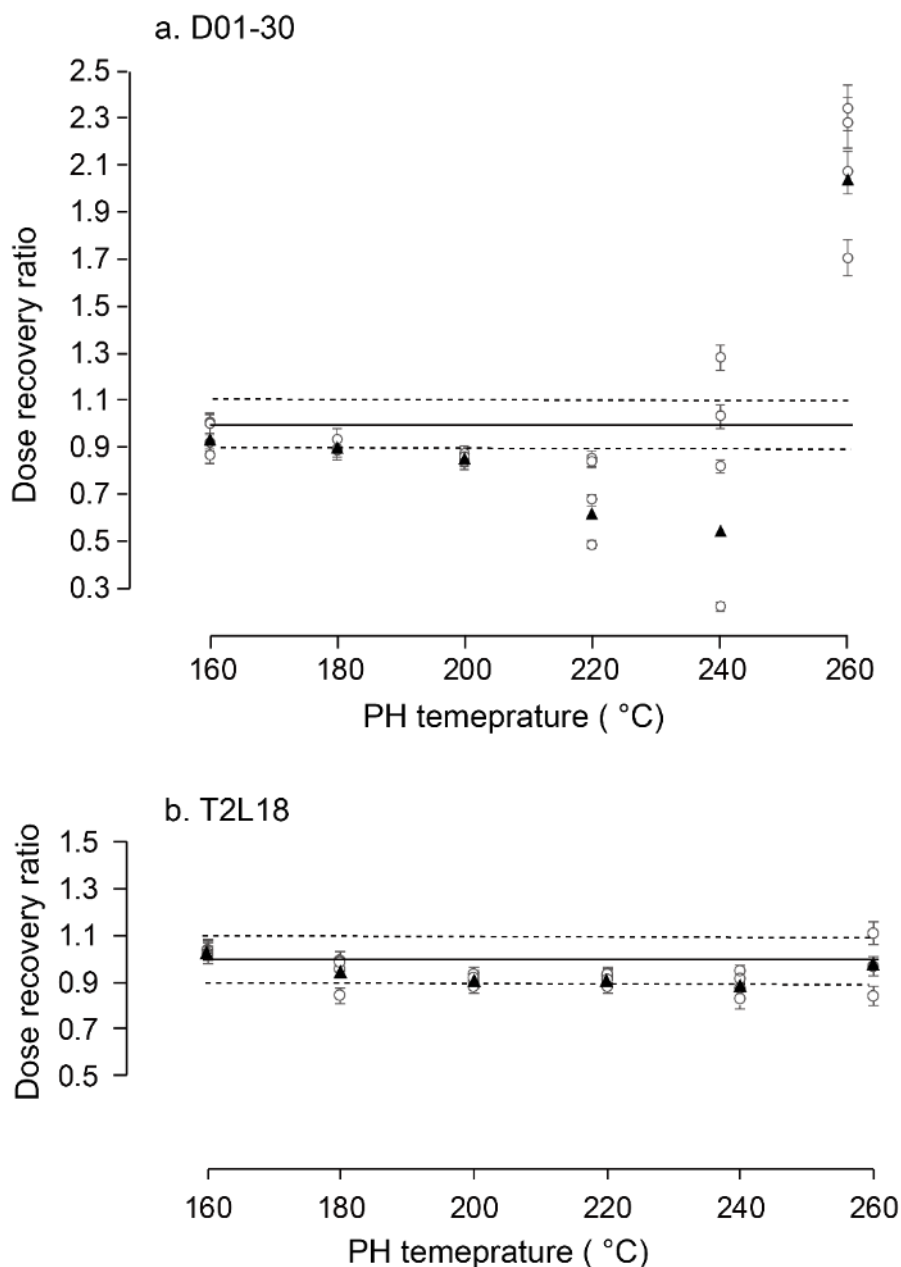 a. D01-30
Dose recovery ratio
2.5
2.3
2.1
1.9
1.7
1.5
1.3
1.1
0.9
0.7
0.5
0.3
160 180 200 220 240 260
PH temeprature ( °C)
b. T2L18
Dose recovery ratio
1.5
1.3
1.1
0.9
0.7
0.5
160 180 200 220 240 260
PH temeprature ( °C)